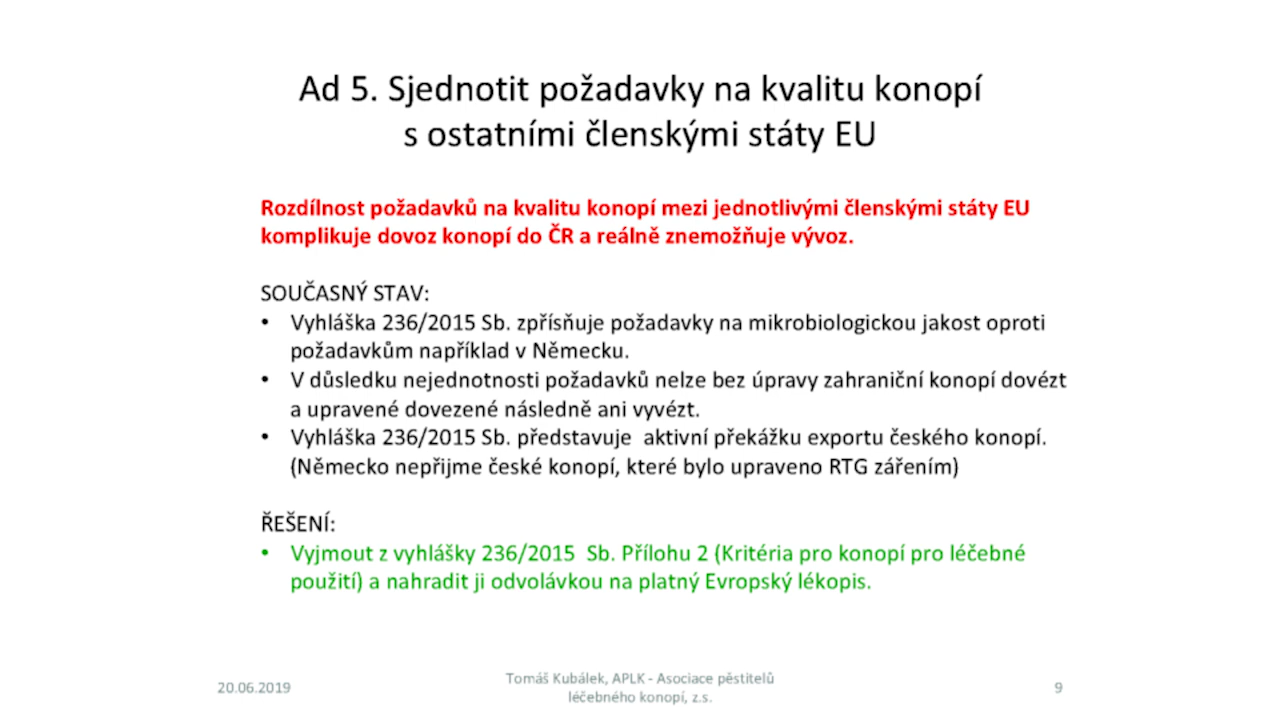 Ad 5. Sjednotit požadavky na kvalitu konopí
s ostatními členskými státy EU
Rozdílnost požadavků na kvalitu konopí mezi jednotlivými členskými státy EU
komplikuje dovoz konopí do ČR a reálně znemožňuje vývoz.
SOUČASNÝ STAV:
• Vyhláška 236/2015 Sb. zpřísňuje požadavky na mikrobiologickou jakost oproti
požadavkům například v Německu.
• V důsledku nejednotnosti požadavků nelze bez úpravy zahraniční konopí dovézt
a upravené dovezené následně ani vyvézt.
• Vyhláška 236/2015 Sb. představuje  aktivní překážku exportu českého konopí.
(Německo nepřijme české konopí, které bylo upraveno RTG zářením)
ŘEŠENÍ:
• Vyjmout z vyhlášky 236/2015  Sb. Přílohu 2 (Kritéria pro konopí pro léčebné
použití) a nahradit ji odvolávkou na platný Evropský lékopis.
20.06.2019
Tomáš Kubálek, APLK - Asociace pěstitelů
léčebného konopí, z.s.
9